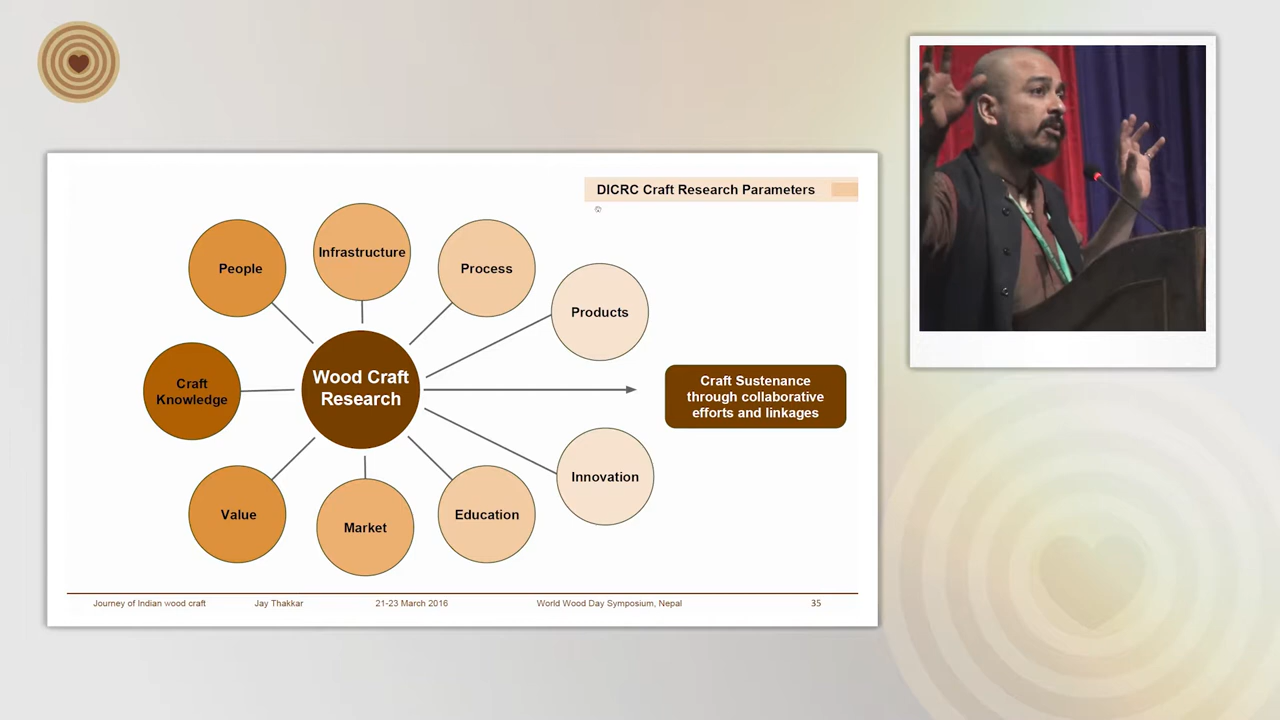 DICRC Craft Research Parameters
People
Infrastructure
Process
Products
Craft
Knowledge
Wood Craft
Research
Craft Sustenance
through collaborative
efforts and linkages
Value
Market
Education
Innovation
Journey of Indian wood craft Jay Thakkar 21-23 March 2016 World Wood Day Symposium, Nepal 35